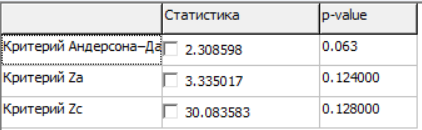 Статистика p-value
Критерий Андерсона–Да 2.308598 0.063
Критерий Za 3.335017 0.124000
Критерий Zc 30.083583 0.128000